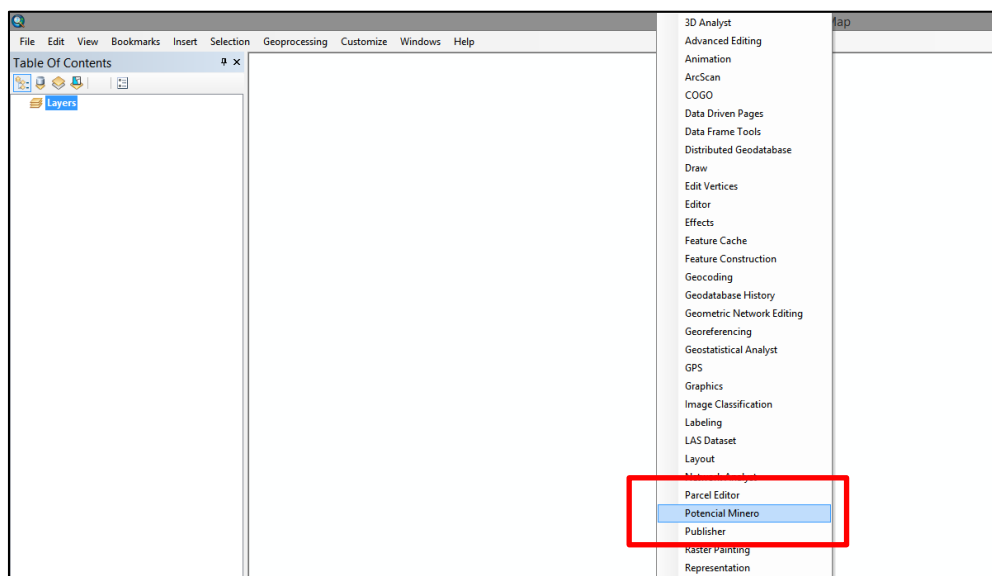 Map
File Edit View Bookmarks Insert Selection Geoprocessing Customize Windows Help
Table Of Contents
Layers
3D Analyst
Advanced Editing
Animation
ArcScan
COGO
Data Driven Pages
Data Frame Tools
Distributed Geodatabase
Draw
Edit Vertices
Editor
Effects
Feature Cache
Feature Construction
Geocoding
Geodatabase History
Geometric Network Editing
Georeferencing
Geostatistical Analyst
GPS
Graphics
Image Classification
Labeling
LAS Dataset
Layout
Network Analyst
Parcel Editor
Potencial Minero
Publisher
Raster Painting
Representation